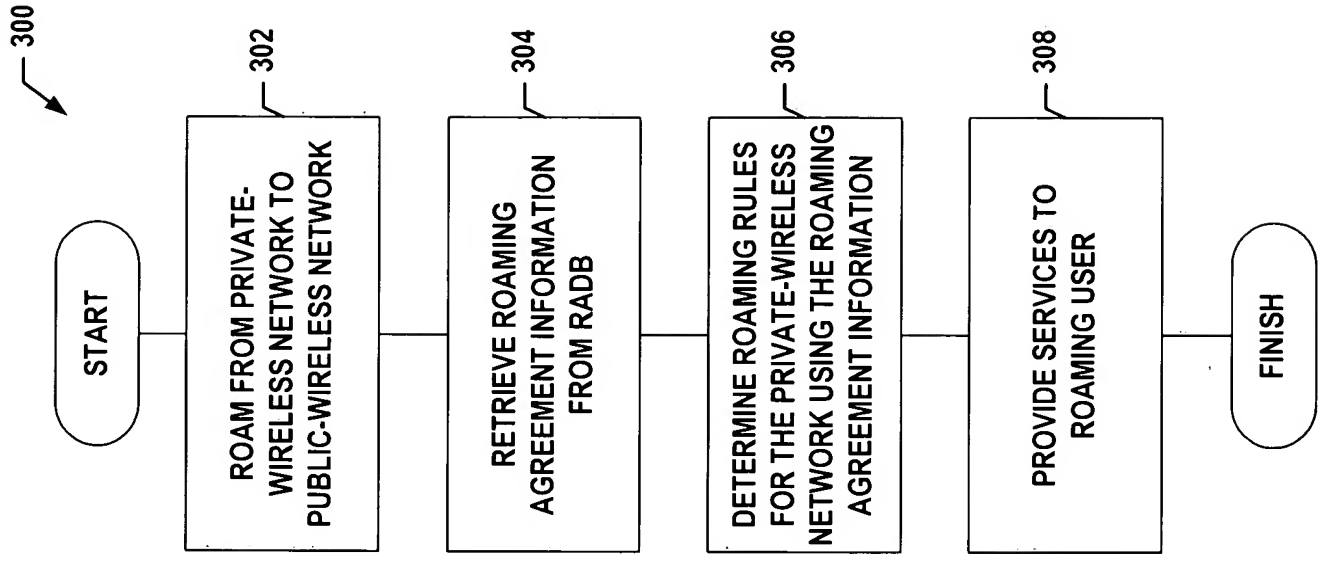 300
START
ROAM FROM PRIVATE-
WIRELESS NETWORK TO
PUBLIC-WIRELESS NETWORK
302
RETRIEVE ROAMING
AGREEMENT INFORMATION
FROM RADB
304
DETERMINE ROAMING RULES
FOR THE PRIVATE-WIRELESS
NETWORK USING THE ROAMING
AGREEMENT INFORMATION
306
PROVIDE SERVICES TO
ROAMING USER
308
FINISH